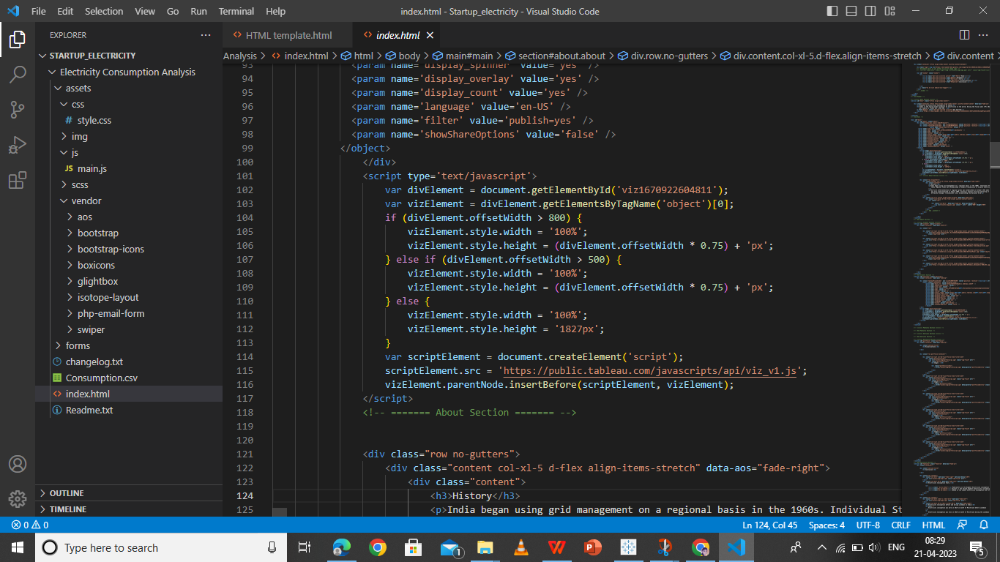 File Edit Selection View Go Run Terminal Help
index.html - Startup_electricity - Visual Studio Code
EXPLORER
HTML template.html
index.html
STARTUP_ELECTRICITY
Electricity Consumption Analysis
assets
css
style.css
img
js
main.js
scss
vendor
aos
bootstrap
bootstrap-icons
boxicons
glightbox
isotope-layout
php-email-form
swiper
forms
changelog.txt
Consumption.csv
index.html
Readme.txt
OUTLINE
TIMELINE
Analysis > index.html > html > body > main#main > section#about.about > div.row.no-gutters > div.content.col-xl-5.d-flex.align-items-stretch > div.content
93 <param name='display_spinner' value='yes' />
94 <param name='display_overlay' value='yes' />
95 <param name='display_count' value='yes' />
96 <param name='language' value='en-US' />
97 <param name='filter' value='publish=yes' />
98 <param name='showShareOptions' value='false' />
99 </object>
100 </div>
101 <script type='text/javascript'>
102 var divElement = document.getElementById('viz1670922604811');
103 var vizElement = divElement.getElementsByTagName('object')[0];
104 if (divElement.offsetWidth > 800) {
105 vizElement.style.width = '100%';
106 vizElement.style.height = (divElement.offsetWidth * 0.75) + 'px';
107 } else if (divElement.offsetWidth > 500) {
108 vizElement.style.width = '100%';
109 vizElement.style.height = (divElement.offsetWidth * 0.75) + 'px';
110 } else {
111 vizElement.style.width = '100%';
112 vizElement.style.height = '1827px';
113 }
114 var scriptElement = document.createElement('script');
115 scriptElement.src = 'https://public.tableau.com/javascripts/api/viz_v1.js';
116 vizElement.parentNode.insertBefore(scriptElement, vizElement);
117 </script>
118 <!-- ======= About Section ======= -->
119
120
121 <div class="row no-gutters">
122 <div class="content col-xl-5 d-flex align-items-stretch" data-aos="fade-right">
123 <div class="content">
124 <h3>History</h3>
125 <p>India began using grid management on a regional basis in the 1960s. Individual St
0 0
Ln 124, Col 45 Spaces: 4 UTF-8 CRLF HTML
Type here to search
1
ENG
08:29
21-04-2023
5